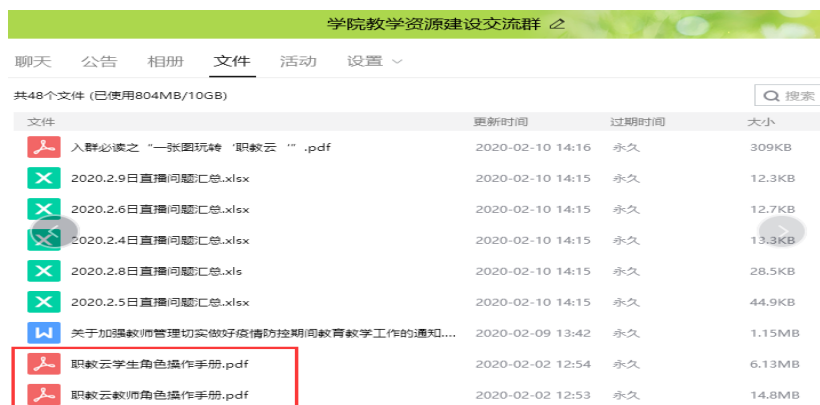 学院教学资源建设交流群
聊天 公告 相册 文件 活动 设置
共48个文件 (已使用804MB/10GB) 搜索
文件 更新时间 过期时间 大小
入群必读之“一张图玩转‘职教云’”.pdf 2020-02-10 14:16 永久 309KB
2020.2.9日直播问题汇总.xlsx 2020-02-10 14:15 永久 12.3KB
2020.2.6日直播问题汇总.xlsx 2020-02-10 14:15 永久 12.7KB
2020.2.4日直播问题汇总.xlsx 2020-02-10 14:15 永久 13.3KB
2020.2.8日直播问题汇总.xls 2020-02-10 14:15 永久 28.5KB
2020.2.5日直播问题汇总.xlsx 2020-02-10 14:15 永久 44.9KB
关于加强教师管理切实做好疫情防控期间教育教学工作的通知.... 2020-02-09 13:42 永久 1.15MB
职教云学生角色操作手册.pdf 2020-02-02 12:54 永久 6.13MB
职教云教师角色操作手册.pdf 2020-02-02 12:53 永久 14.8MB